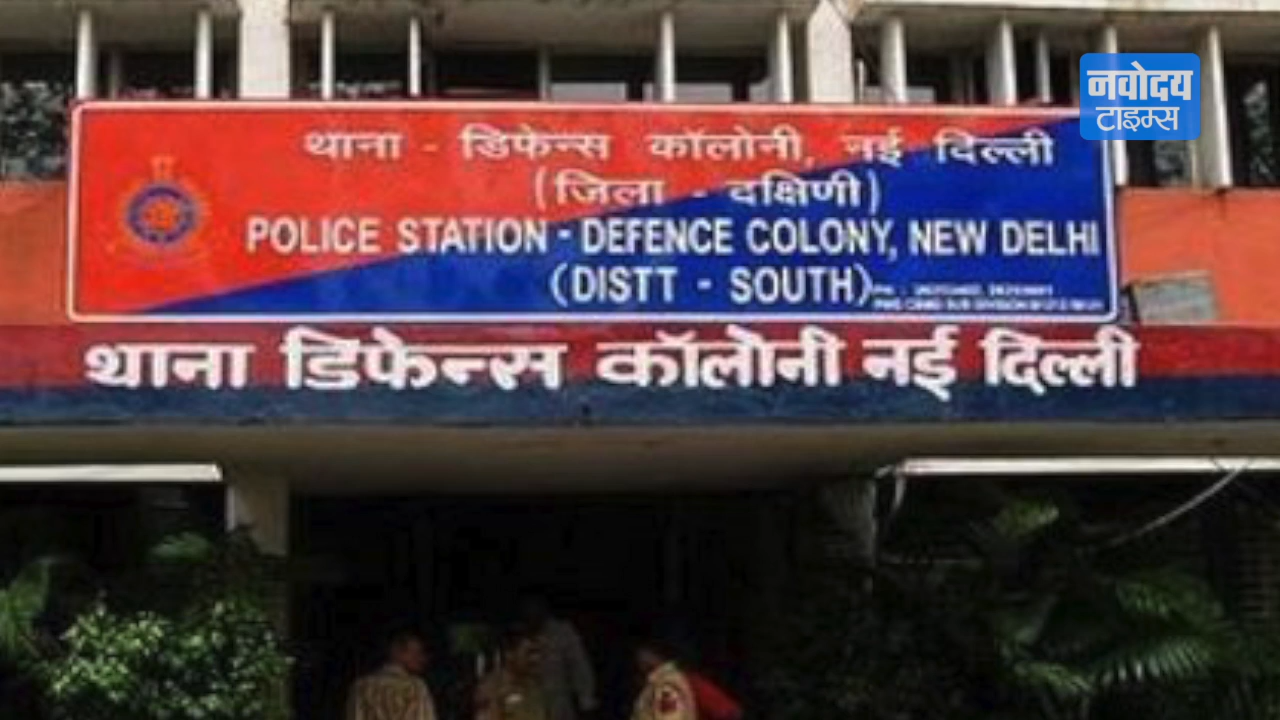 नवोदय
टाइम्स
थाना - डिफेन्स कॉलोनी, नई दिल्ली
(जिला - दक्षिणी)
POLICE STATION - DEFENCE COLONY, NEW DELHI
(DISTT - SOUTH)
थाना डिफेन्स कॉलोनी नई दिल्ली